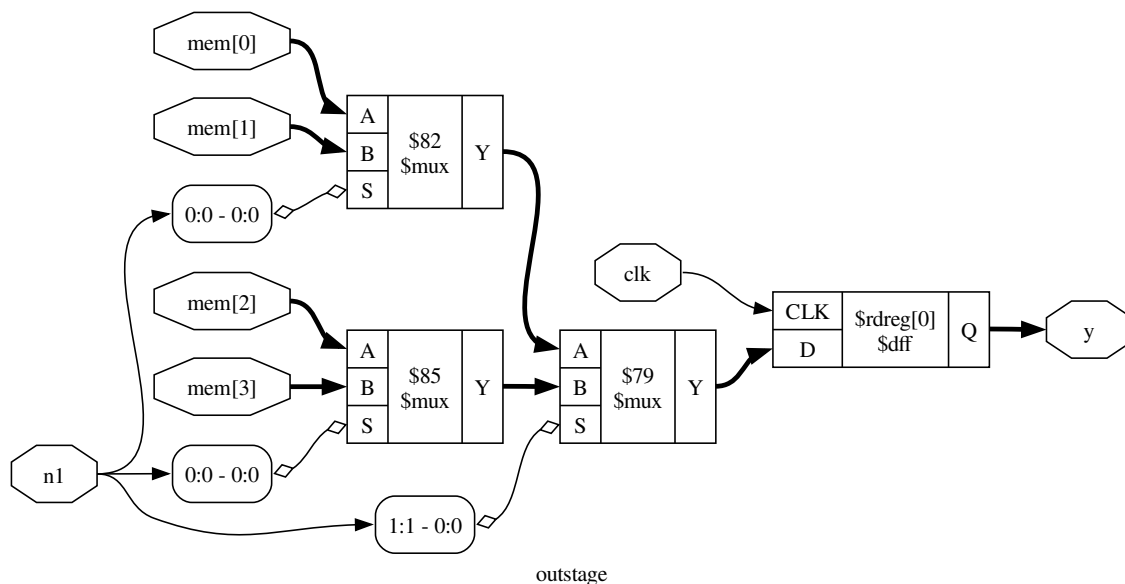 mem[0]
mem[1]
A
B
S
$82
$mux
Y
0:0 - 0:0
mem[2]
mem[3]
A
B
S
$85
$mux
Y
n1
0:0 - 0:0
1:1 - 0:0
A
B
S
$79
$mux
Y
clk
CLK
D
$rdreg[0]
$dff
Q
y
outstage